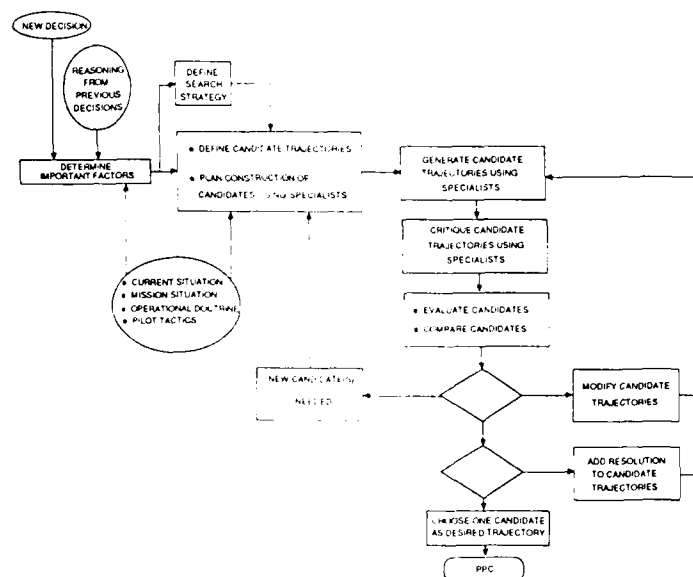 NEW DECISION
REASONING
FROM
PREVIOUS
DECISIONS
DEFINE
SEARCH
STRATEGY
DETERMINE
IMPORTANT FACTORS
• DEFINE CANDIDATE TRAJECTORIES
• PLAN CONSTRUCTION OF
CANDIDATES USING SPECIALISTS
GENERATE CANDIDATE
TRAJECTORIES USING
SPECIALISTS
CRITIQUE CANDIDATE
TRAJECTORIES USING
SPECIALISTS
• CURRENT SITUATION
• MISSION SITUATION
• OPERATIONAL DOCTRINE
• PILOT TACTICS
• EVALUATE CANDIDATES
• COMPARE CANDIDATES
NEW
NEEDED
MODIFY CANDIDATE
TRAJECTORIES
ADD RESOLUTION
TO CANDIDATE
TRAJECTORIES
CHOOSE ONE CANDIDATE
AS DESIRED TRAJECTORY
PPC